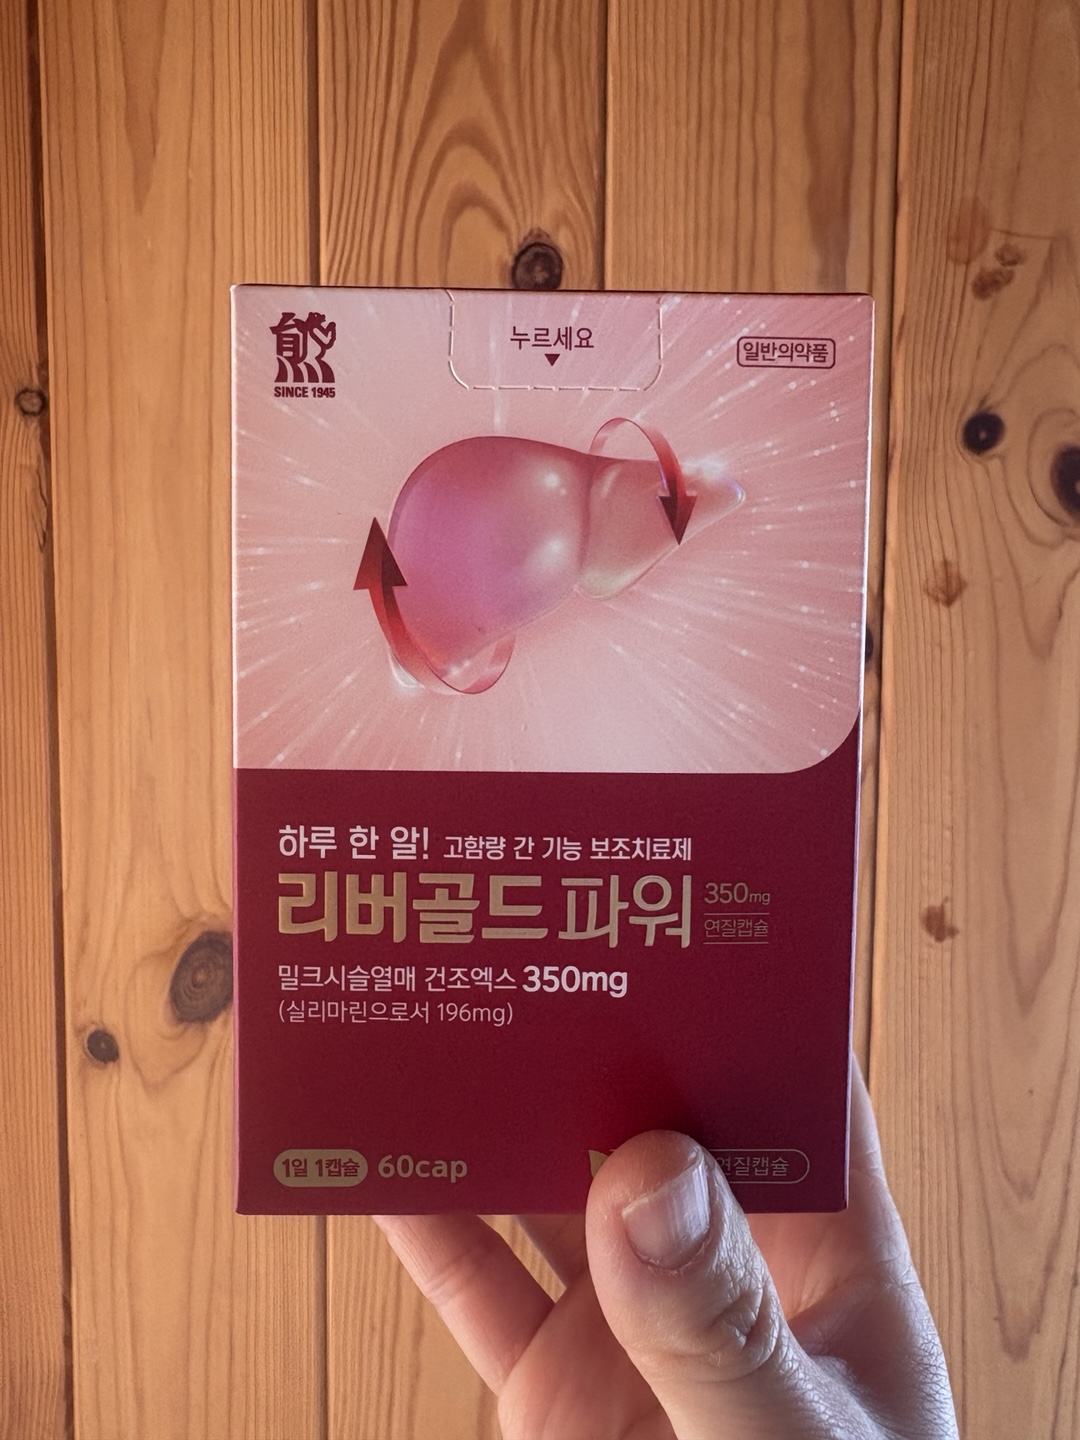 熊
SINCE 1945
누르세요
일반의약품
하루 한 알! 고함량 간 기능 보조치료제
리버골드 파워 350mg
연질캡슐
밀크시슬열매 건조엑스 350mg
(실리마린으로서 196mg)
1일 1캡슐 60cap
연질캡슐